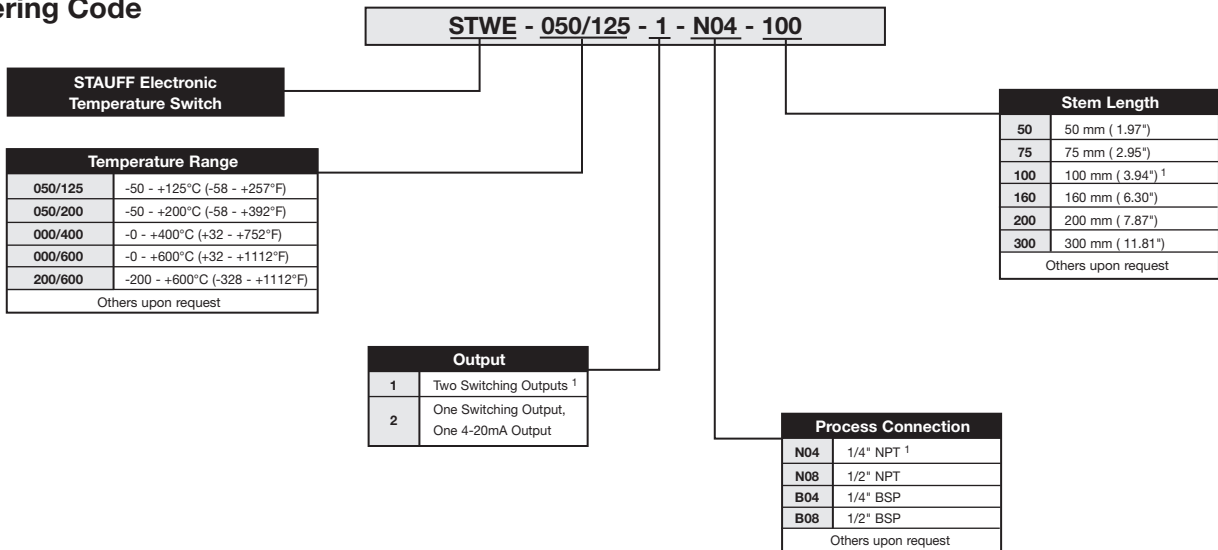 ering Code
STWE - 050/125 - 1 - N04 - 100
STAUFF Electronic
Temperature Switch
Temperature Range
050/125 -50 - +125°C (-58 - +257°F)
050/200 -50 - +200°C (-58 - +392°F)
000/400 -0 - +400°C (+32 - +752°F)
000/600 -0 - +600°C (+32 - +1112°F)
200/600 -200 - +600°C (-328 - +1112°F)
Others upon request
Output
1 Two Switching Outputs ¹
2 One Switching Output,
One 4-20mA Output
Process Connection
N04 1/4" NPT ¹
N08 1/2" NPT
B04 1/4" BSP
B08 1/2" BSP
Others upon request
Stem Length
50 50 mm ( 1.97")
75 75 mm ( 2.95")
100 100 mm ( 3.94") ¹
160 160 mm ( 6.30")
200 200 mm ( 7.87")
300 300 mm ( 11.81")
Others upon request